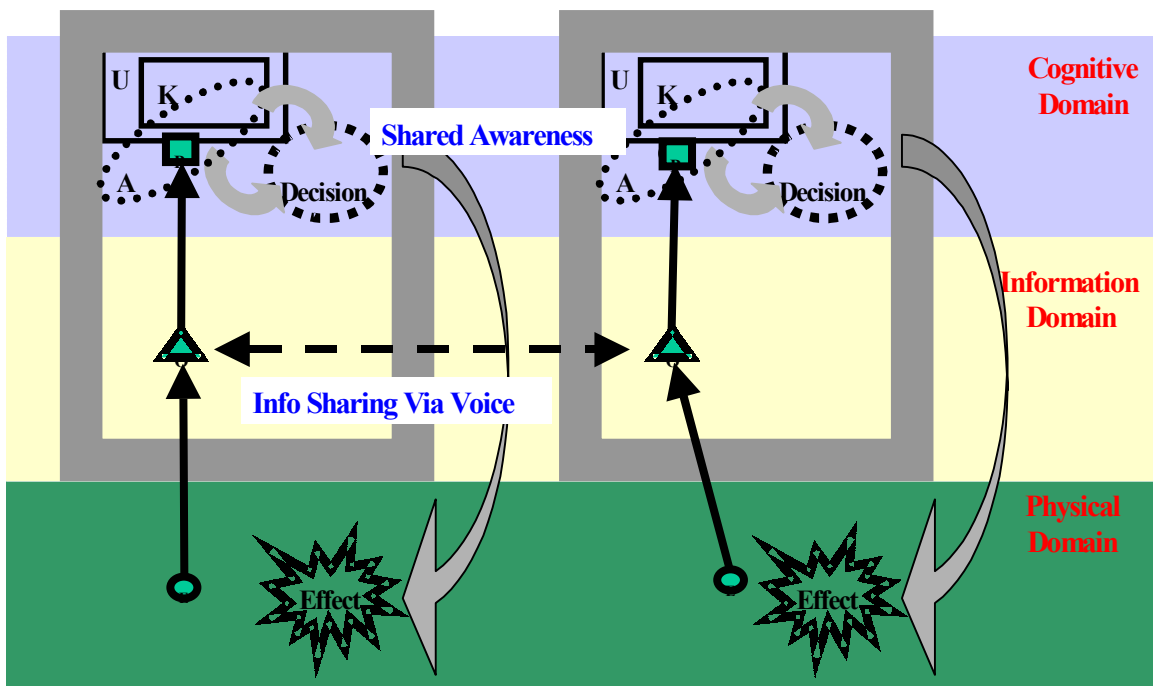 U
K
A
Decision
Shared Awareness
U
K
A
Decision
Cognitive
Domain
Info Sharing Via Voice
Information
Domain
Effect
Effect
Physical
Domain